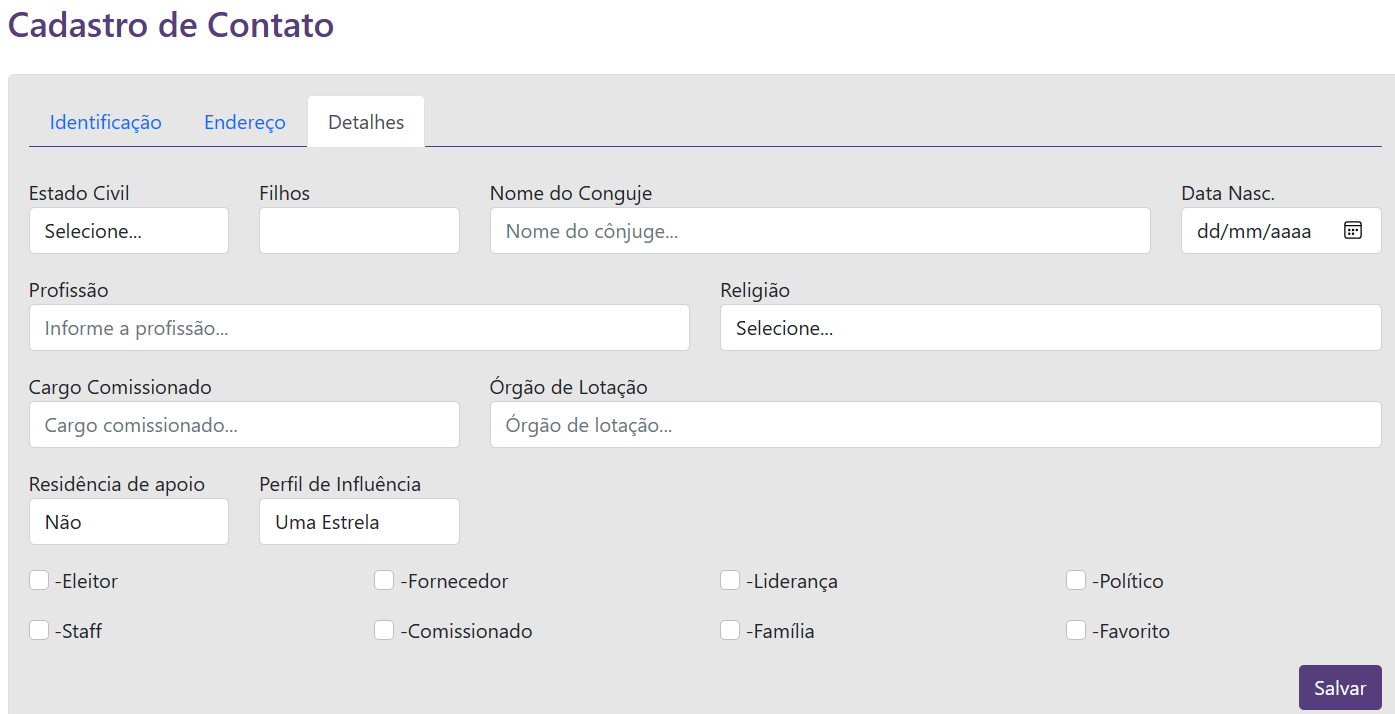 Cadastro de Contato
Identificação Endereço Detalhes
Estado Civil Filhos Nome do Conguje Data Nasc.
Selecione... Nome do cônjuge... dd/mm/aaaa
Profissão Religião
Informe a profissão... Selecione...
Cargo Comissionado Órgão de Lotação
Cargo comissionado... Órgão de lotação...
Residência de apoio Perfil de Influência
Não Uma Estrela
-Eleitor -Fornecedor -Liderança -Político
-Staff -Comissionado -Família -Favorito
Salvar